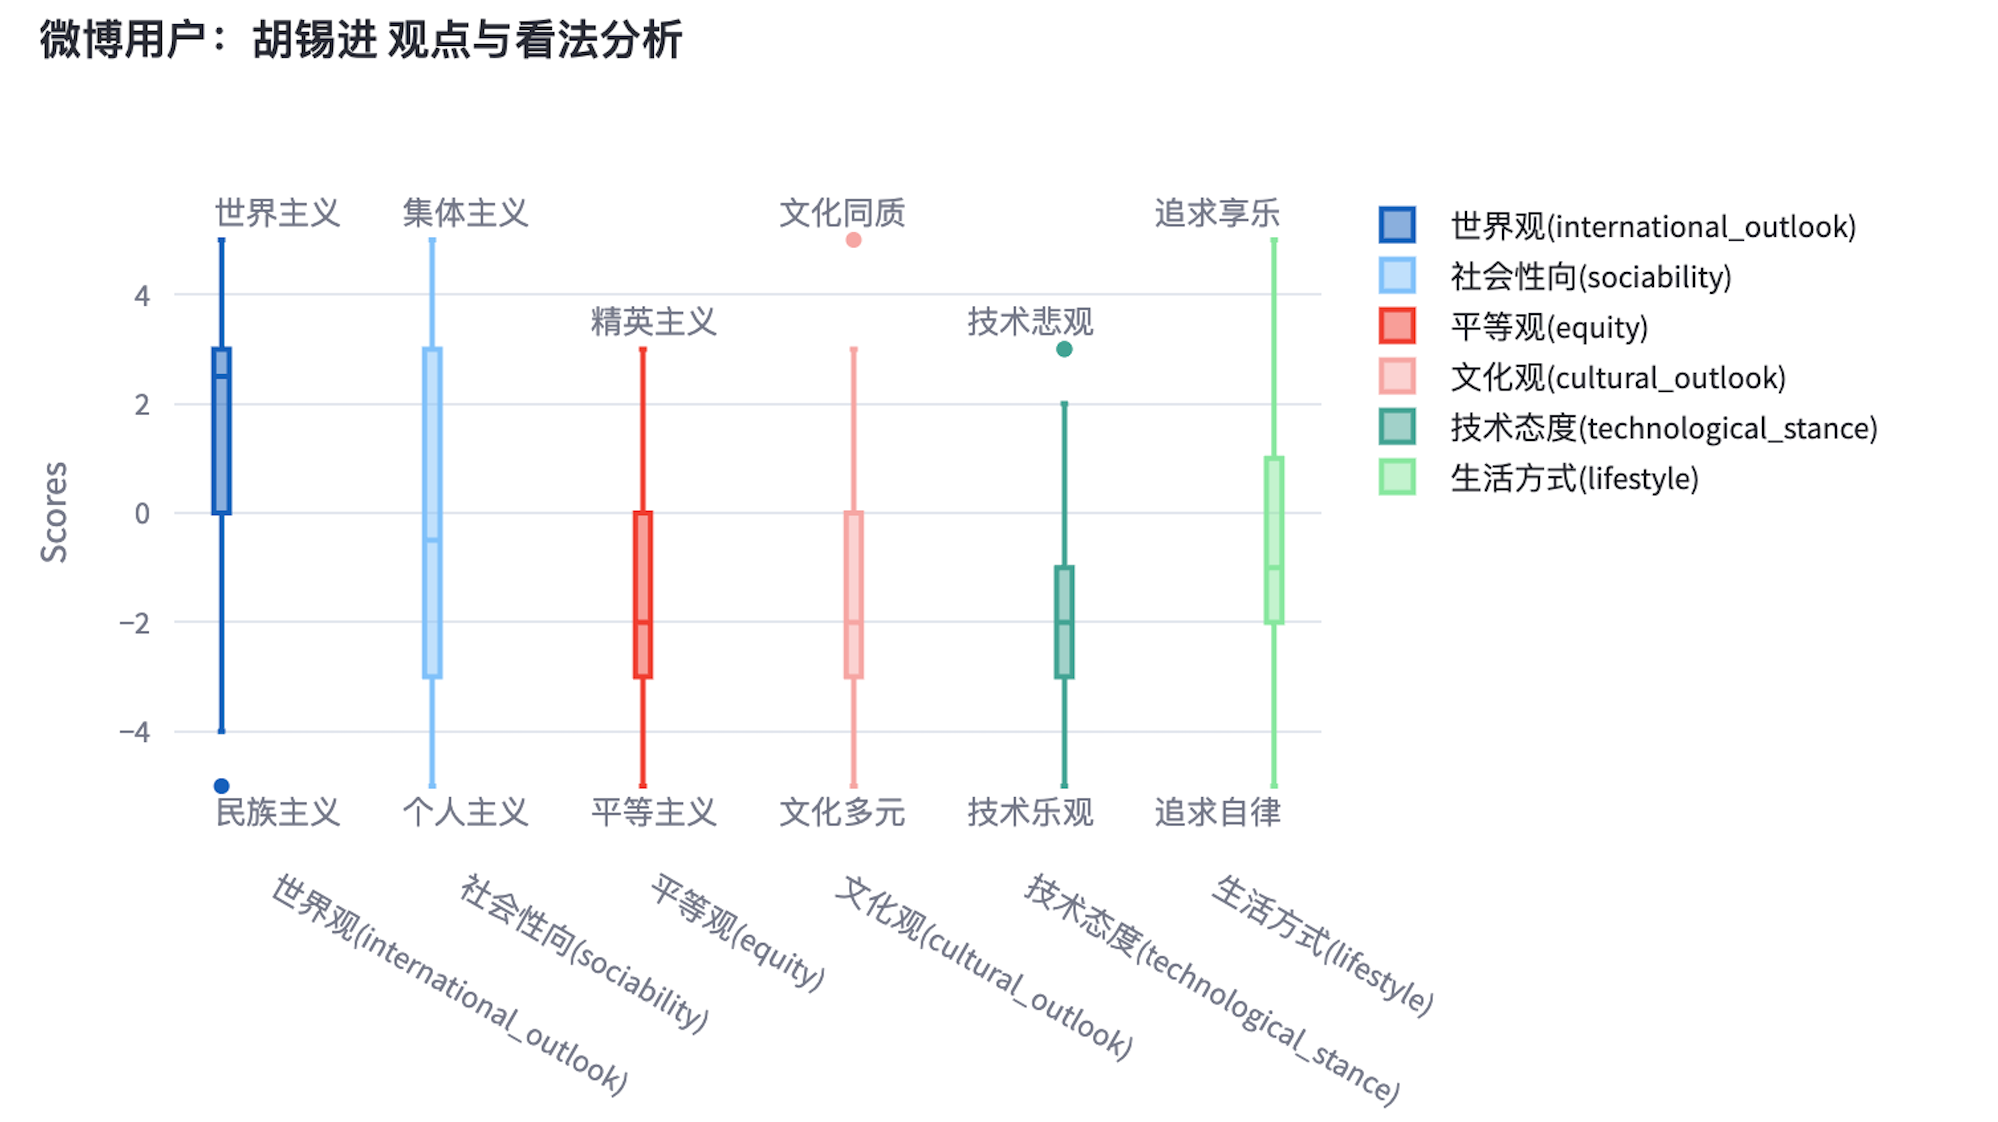 微博用户：胡锡进 观点与看法分析
世界主义 集体主义 文化同质 追求享乐
精英主义 技术悲观
4
2
0
−2
−4
Scores
民族主义 个人主义 平等主义 文化多元 技术乐观 追求自律
世界观(international_outlook)
社会性向(sociability)
平等观(equity)
文化观(cultural_outlook)
技术态度(technological_stance)
生活方式(lifestyle)
世界观(international_outlook)
社会性向(sociability)
平等观(equity)
文化观(cultural_outlook)
技术态度(technological_stance)
生活方式(lifestyle)